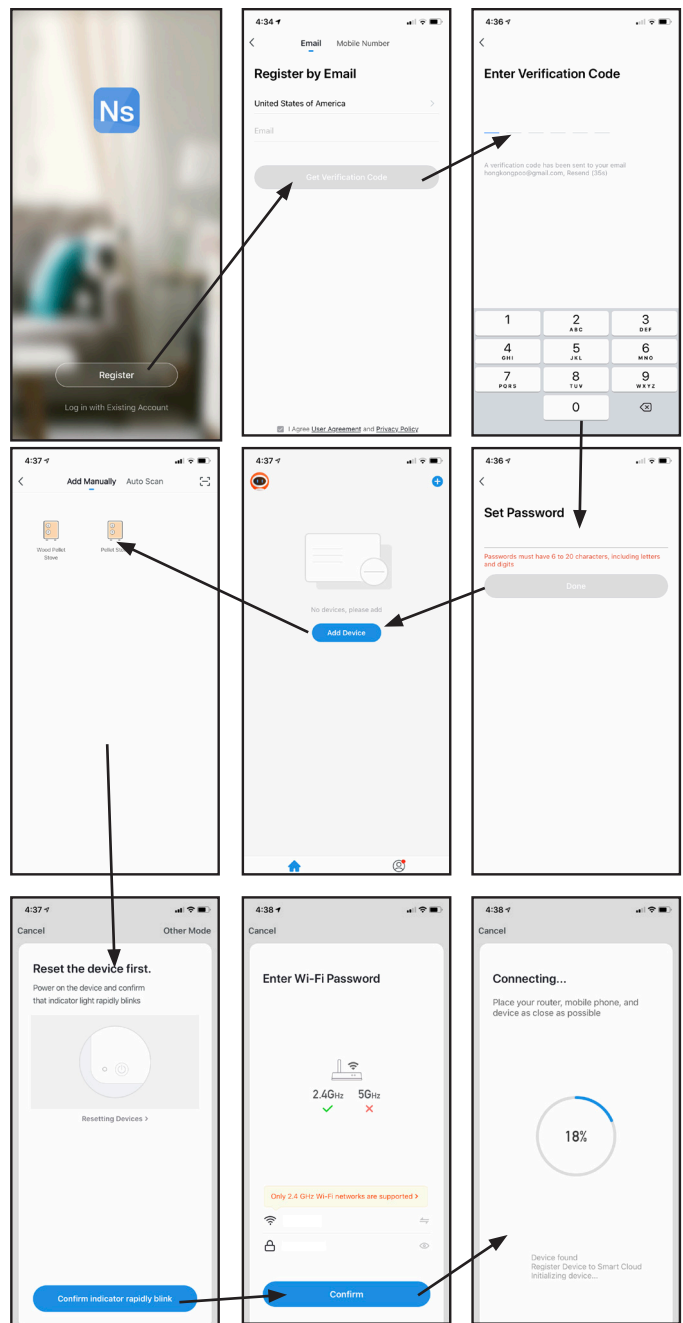 Ns
Register
Log in with Existing Account
4:34
Email Mobile Number
Register by Email
United States of America
Email
Get Verification Code
I Agree User Agreement and Privacy Policy
4:36
Enter Verification Code
A verification code has been sent to your email
hongkongpoo@gmail.com, Resend (35s)
1 2 3
ABC DEF
4 5 6
GHI JKL MNO
7 8 9
PQRS TUV WXYZ
0
4:37
Add Manually Auto Scan
Wood Pellet
Stove
Pellet Stove
4:37
No devices, please add
Add Device
4:36
Set Password
Passwords must have 6 to 20 characters, including letters
and digits
Done
4:37
Cancel Other Mode
Reset the device first.
Power on the device and confirm
that indicator light rapidly blinks
Resetting Devices >
Confirm indicator rapidly blink
4:38
Cancel
Enter Wi-Fi Password
2.4GHz 5GHz
Only 2.4 GHz Wi-Fi networks are supported >
Confirm
4:38
Cancel
Connecting...
Place your router, mobile phone, and
device as close as possible
18%
Device found
Register Device to Smart Cloud
Initializing device...